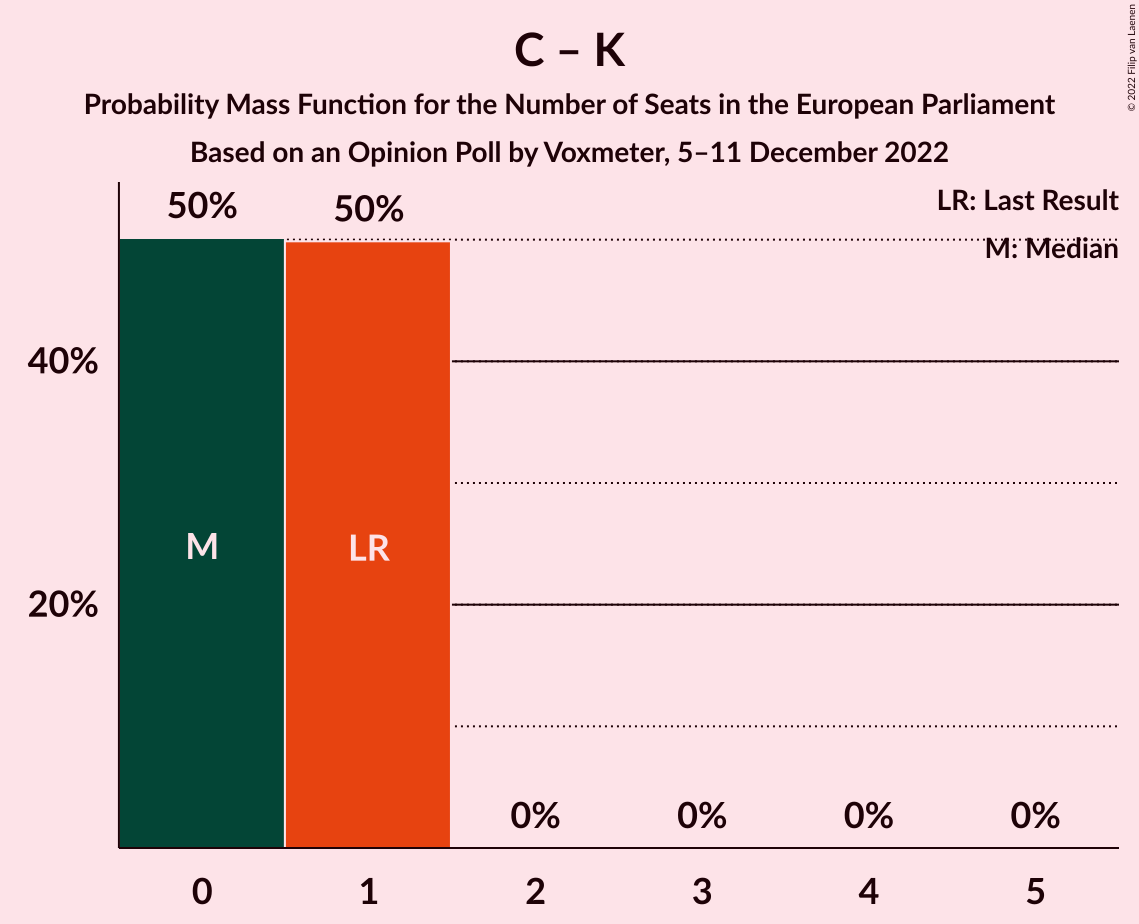 C – K
Probability Mass Function for the Number of Seats in the European Parliament
Based on an Opinion Poll by Voxmeter, 5–11 December 2022
© 2022 Filip van Laenen
LR: Last Result
M: Median
50%
50%
40%
20%
M
LR
0%
0%
0%
0%
0
1
2
3
4
5